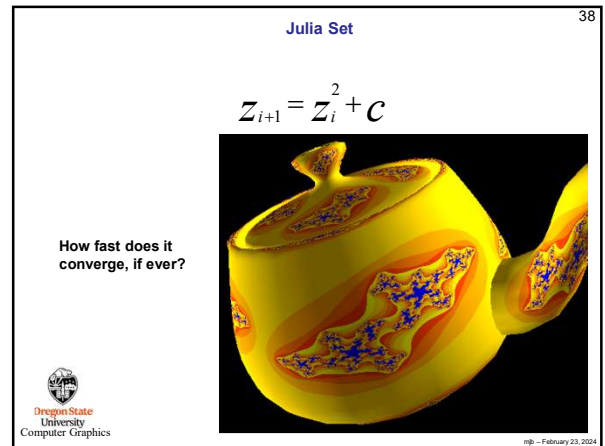 38
Julia Set
z_{i+1} = z_i^2 + c
How fast does it
converge, if ever?
Oregon State
University
Computer Graphics
mjb – February 23, 2024